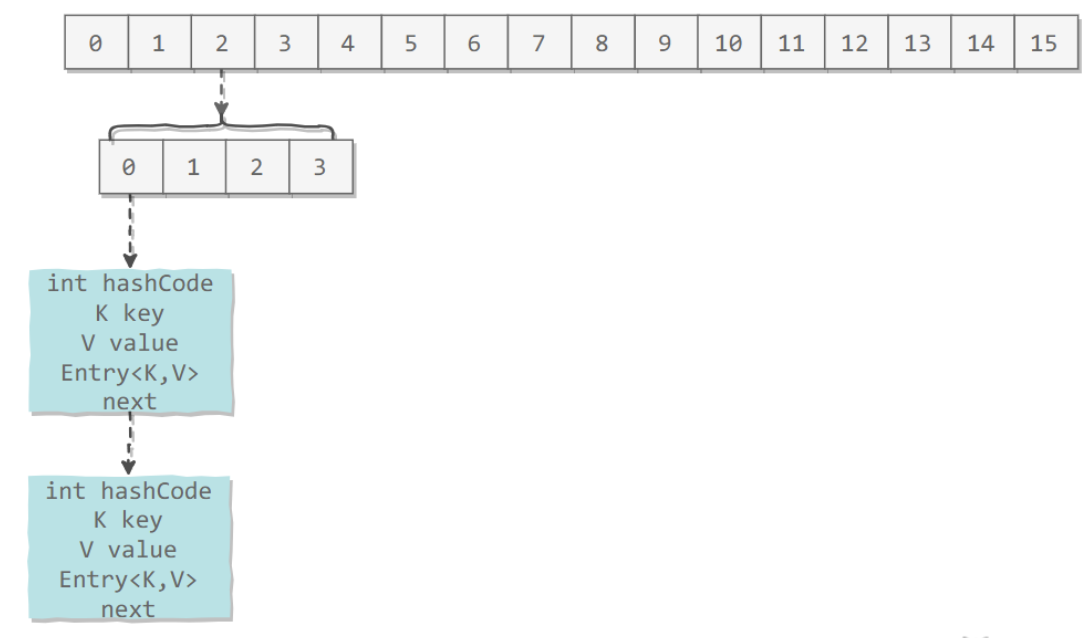 0 1 2 3 4 5 6 7 8 9 10 11 12 13 14 15
0 1 2 3
int hashCode
K key
V value
Entry<K,V>
next
int hashCode
K key
V value
Entry<K,V>
next